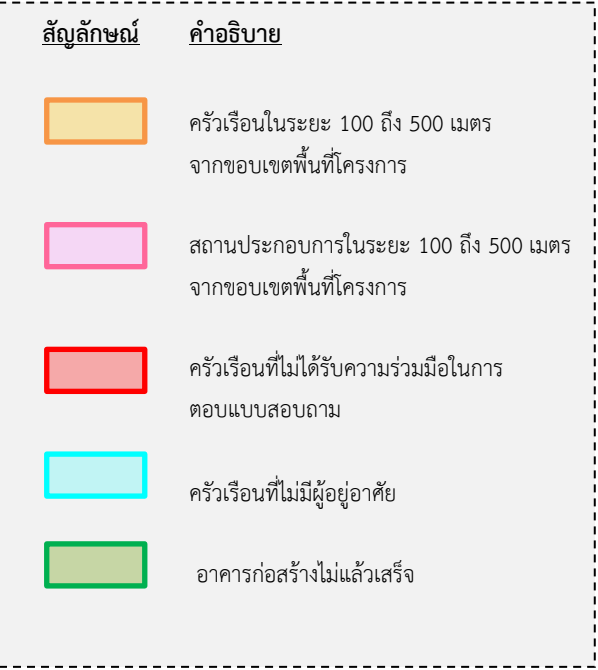 สัญลักษณ์ คำอธิบาย
ครัวเรือนในระยะ 100 ถึง 500 เมตร
จากขอบเขตพื้นที่โครงการ
สถานประกอบการในระยะ 100 ถึง 500 เมตร
จากขอบเขตพื้นที่โครงการ
ครัวเรือนที่ไม่ได้รับความร่วมมือในการ
ตอบแบบสอบถาม
ครัวเรือนที่ไม่มีผู้อยู่อาศัย
อาคารก่อสร้างไม่แล้วเสร็จ